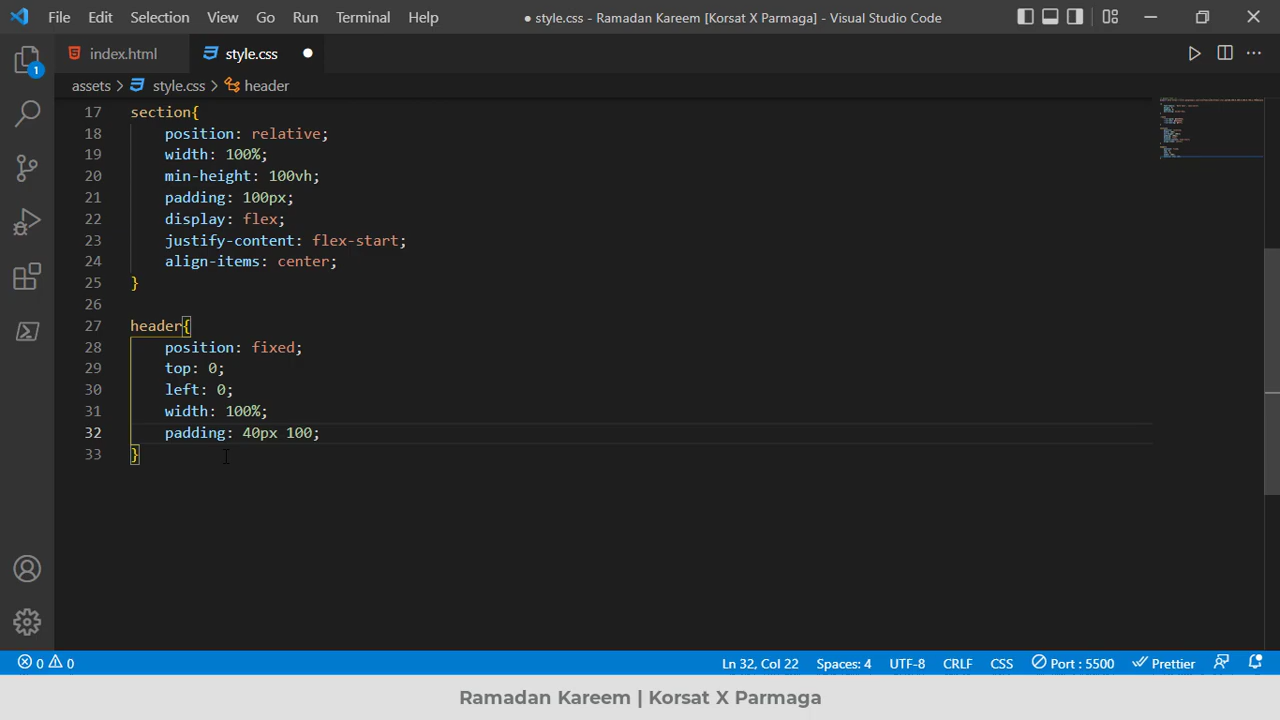 File Edit Selection View Go Run Terminal Help ● style.css - Ramadan Kareem [Korsat X Parmaga] - Visual Studio Code
index.html style.css ●
assets > style.css > header
1
17 section{
18 position: relative;
19 width: 100%;
20 min-height: 100vh;
21 padding: 100px;
22 display: flex;
23 justify-content: flex-start;
24 align-items: center;
25 }
26
27 header{
28 position: fixed;
29 top: 0;
30 left: 0;
31 width: 100%;
32 padding: 40px 100;
33 }
0 0 Ln 32, Col 22 Spaces: 4 UTF-8 CRLF CSS Port : 5500 Prettier
Ramadan Kareem | Korsat X Parmaga